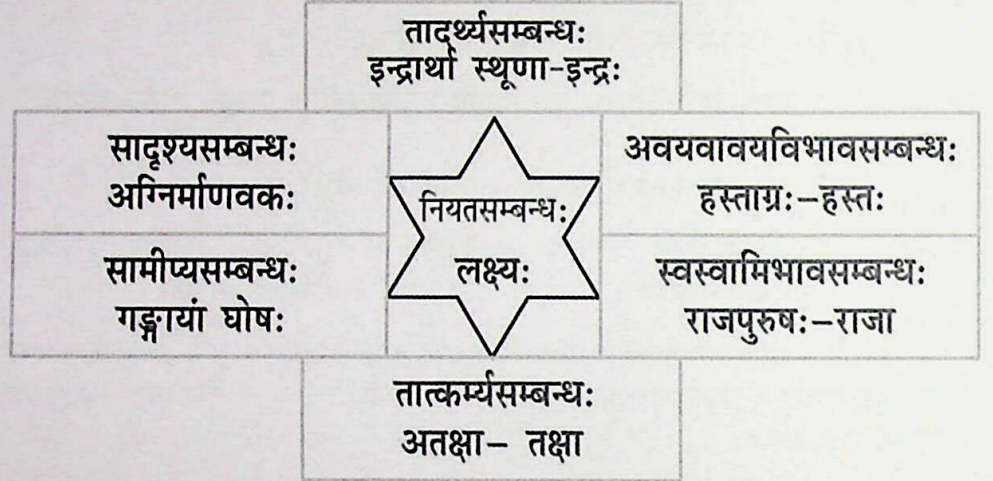 तादर्थ्यसम्बन्धः
इन्द्रार्था स्थूणा-इन्द्रः
सादृश्यसम्बन्धः
अग्निर्माणवकः
अवयवावयविभावसम्बन्धः
हस्ताग्रः–हस्तः
नियतसम्बन्धः
लक्ष्यः
सामीप्यसम्बन्धः
गङ्गायां घोषः
स्वस्वामिभावसम्बन्धः
राजपुरुषः–राजा
तात्कर्म्यसम्बन्धः
अतक्षा– तक्षा